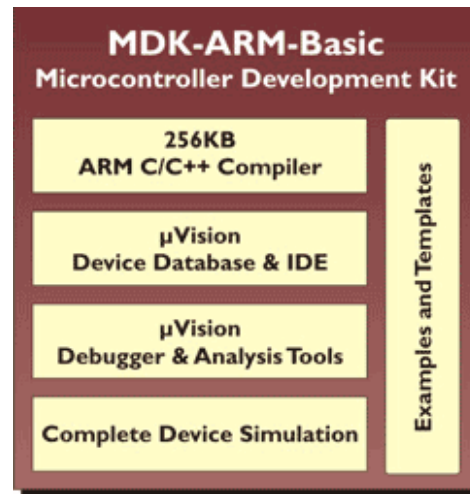 MDK-ARM-Basic
Microcontroller Development Kit
256KB
ARM C/C++ Compiler
µVision
Device Database & IDE
µVision
Debugger & Analysis Tools
Complete Device Simulation
Examples and Templates